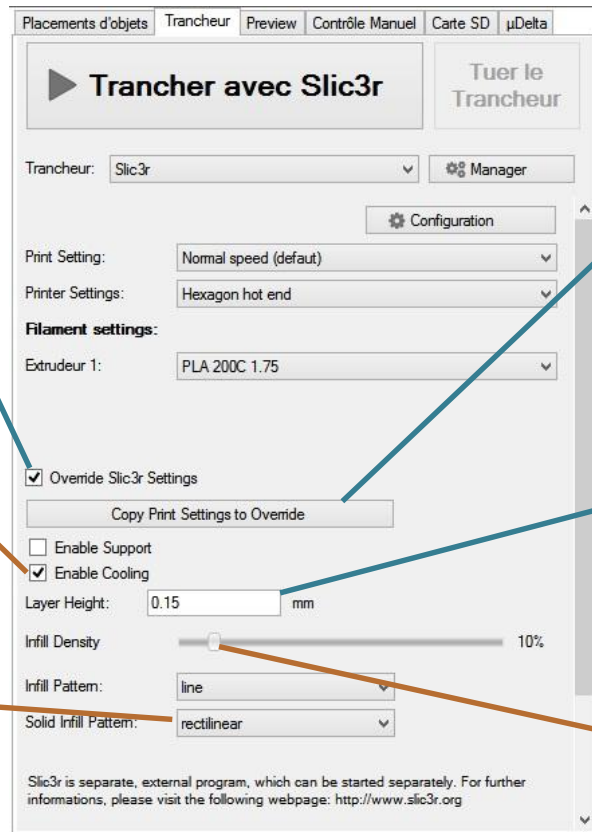 Placements d'objets Trancheur Preview Contrôle Manuel Carte SD µDelta
Trancher avec Slic3r
Tuer le
Trancheur
Trancheur: Slic3r Manager
Configuration
Print Setting: Normal speed (defaut)
Printer Settings: Hexagon hot end
Filament settings:
Extrudeur 1: PLA 200C 1.75
Override Slic3r Settings
Copy Print Settings to Override
Enable Support
Enable Cooling
Layer Height: 0.15 mm
Infill Density 10%
Infill Pattern: line
Solid Infill Pattern: rectilinear
Slic3r is separate, external program, which can be started separately. For further
informations, please visit the following webpage: http://www.slic3r.org